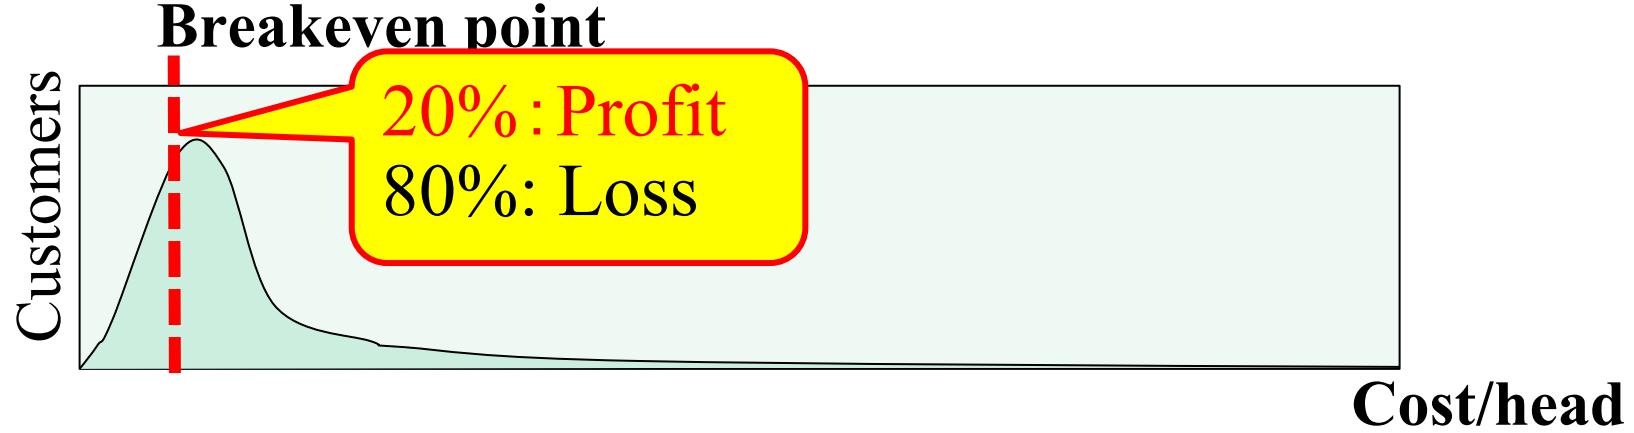 Breakeven point
Customers
20%: Profit
80%: Loss
Cost/head